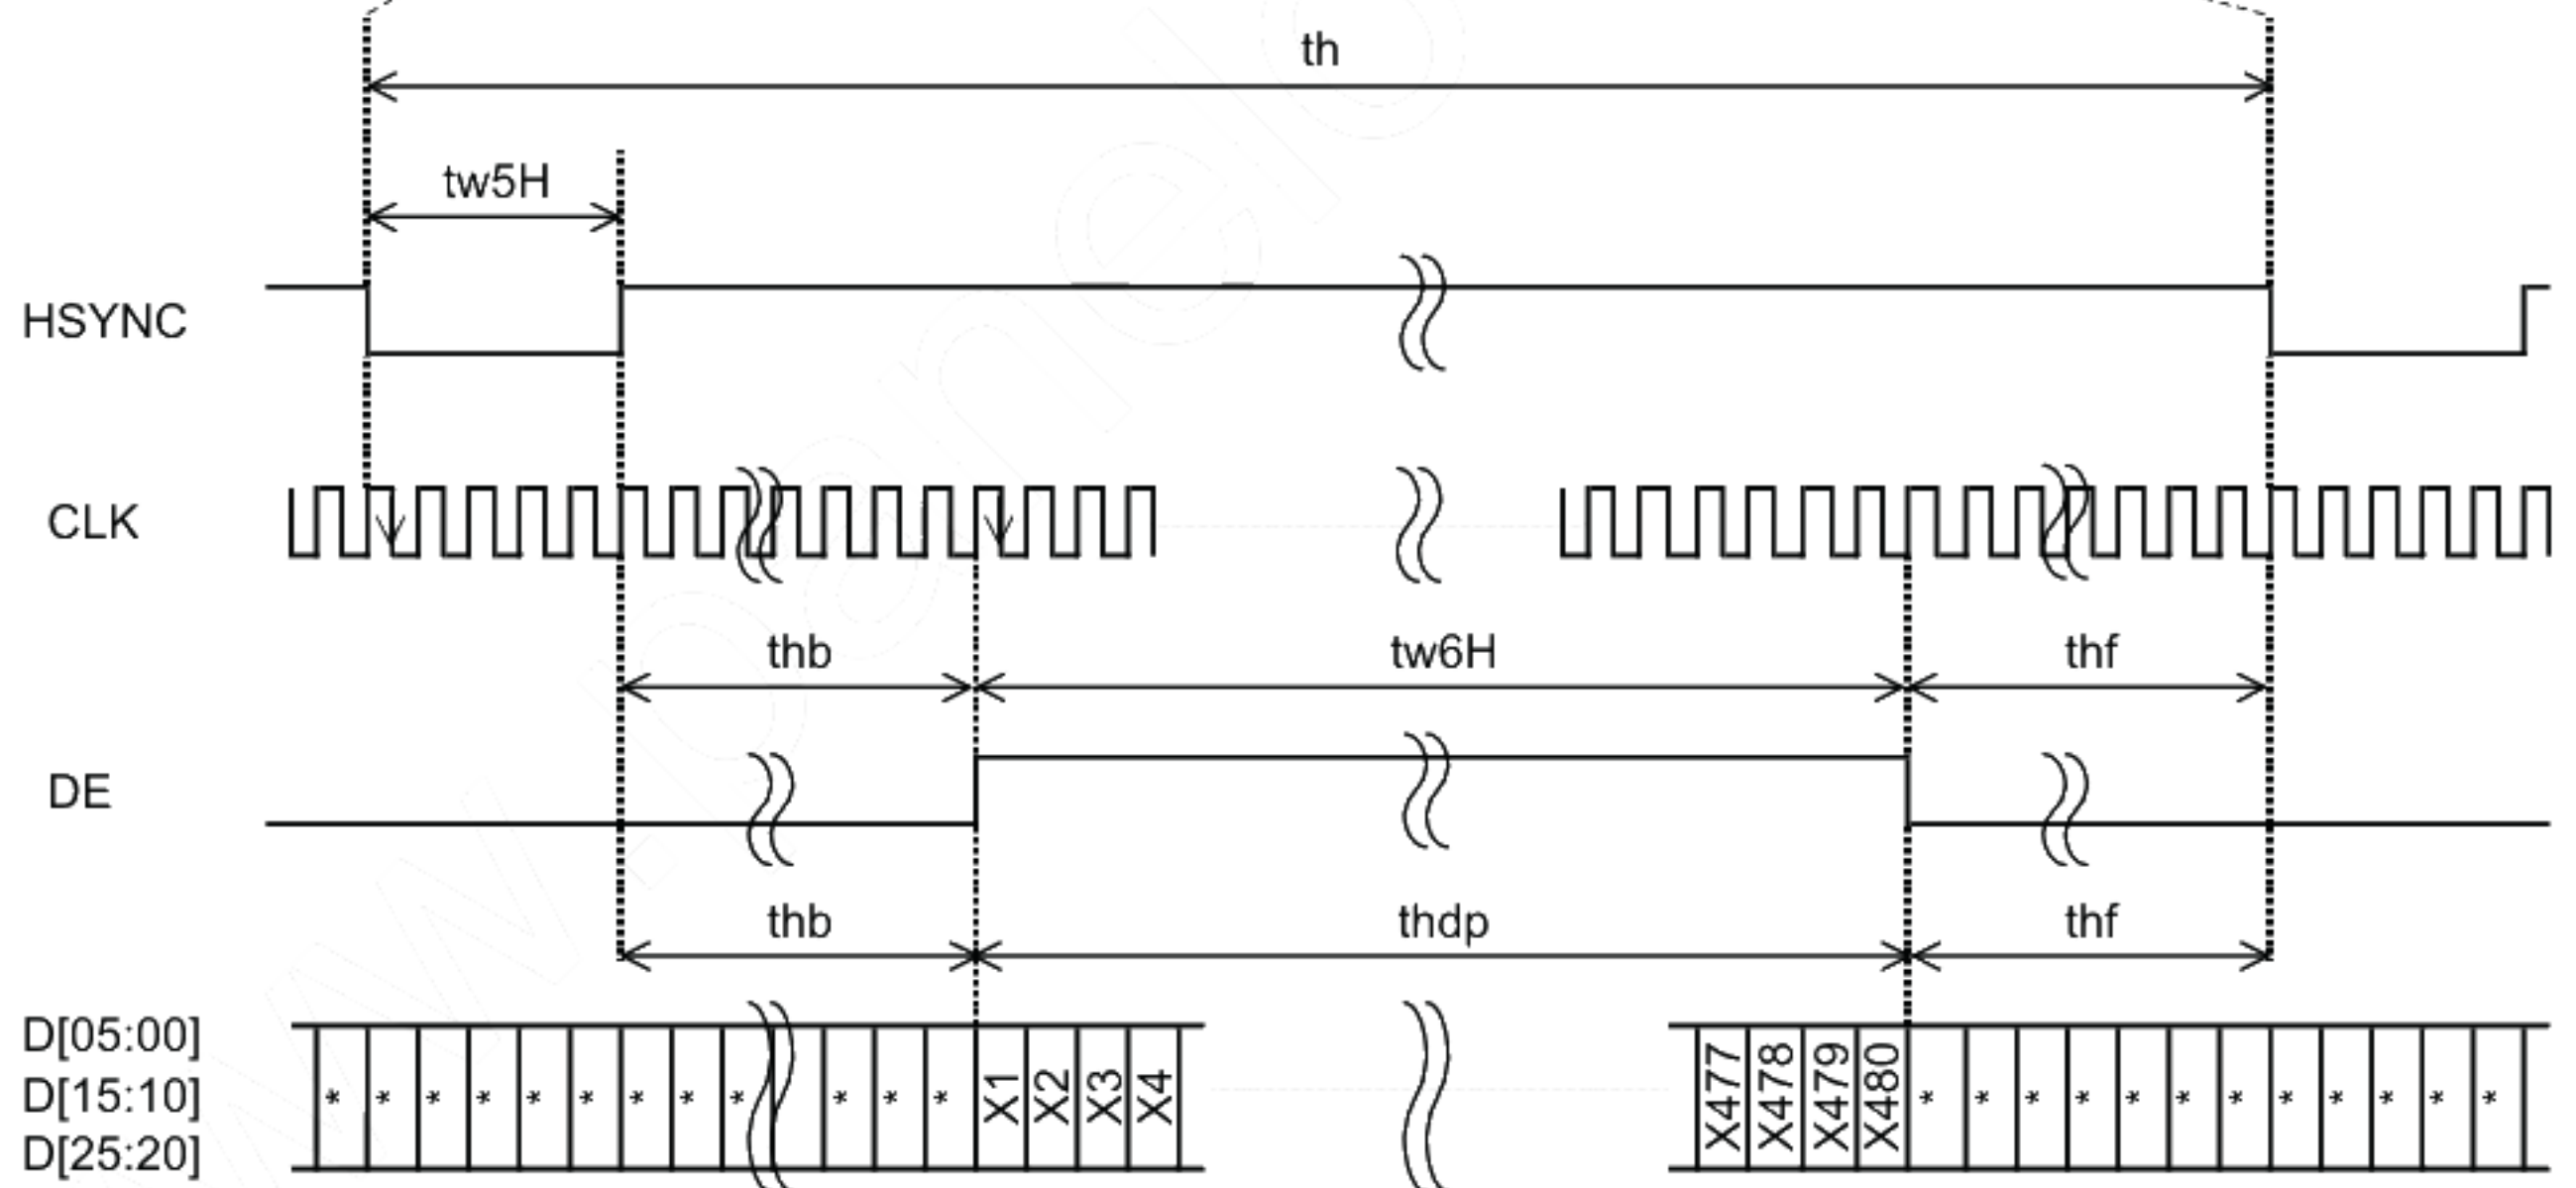 th
tw5H
HSYNC
CLK
thb tw6H thf
DE
thb thdp thf
D[05:00]
D[15:10]
D[25:20]
* * * * * * * * * * * * X1 X2 X3 X4 X477 X478 X479 X480 * * * * * * * * * * * *